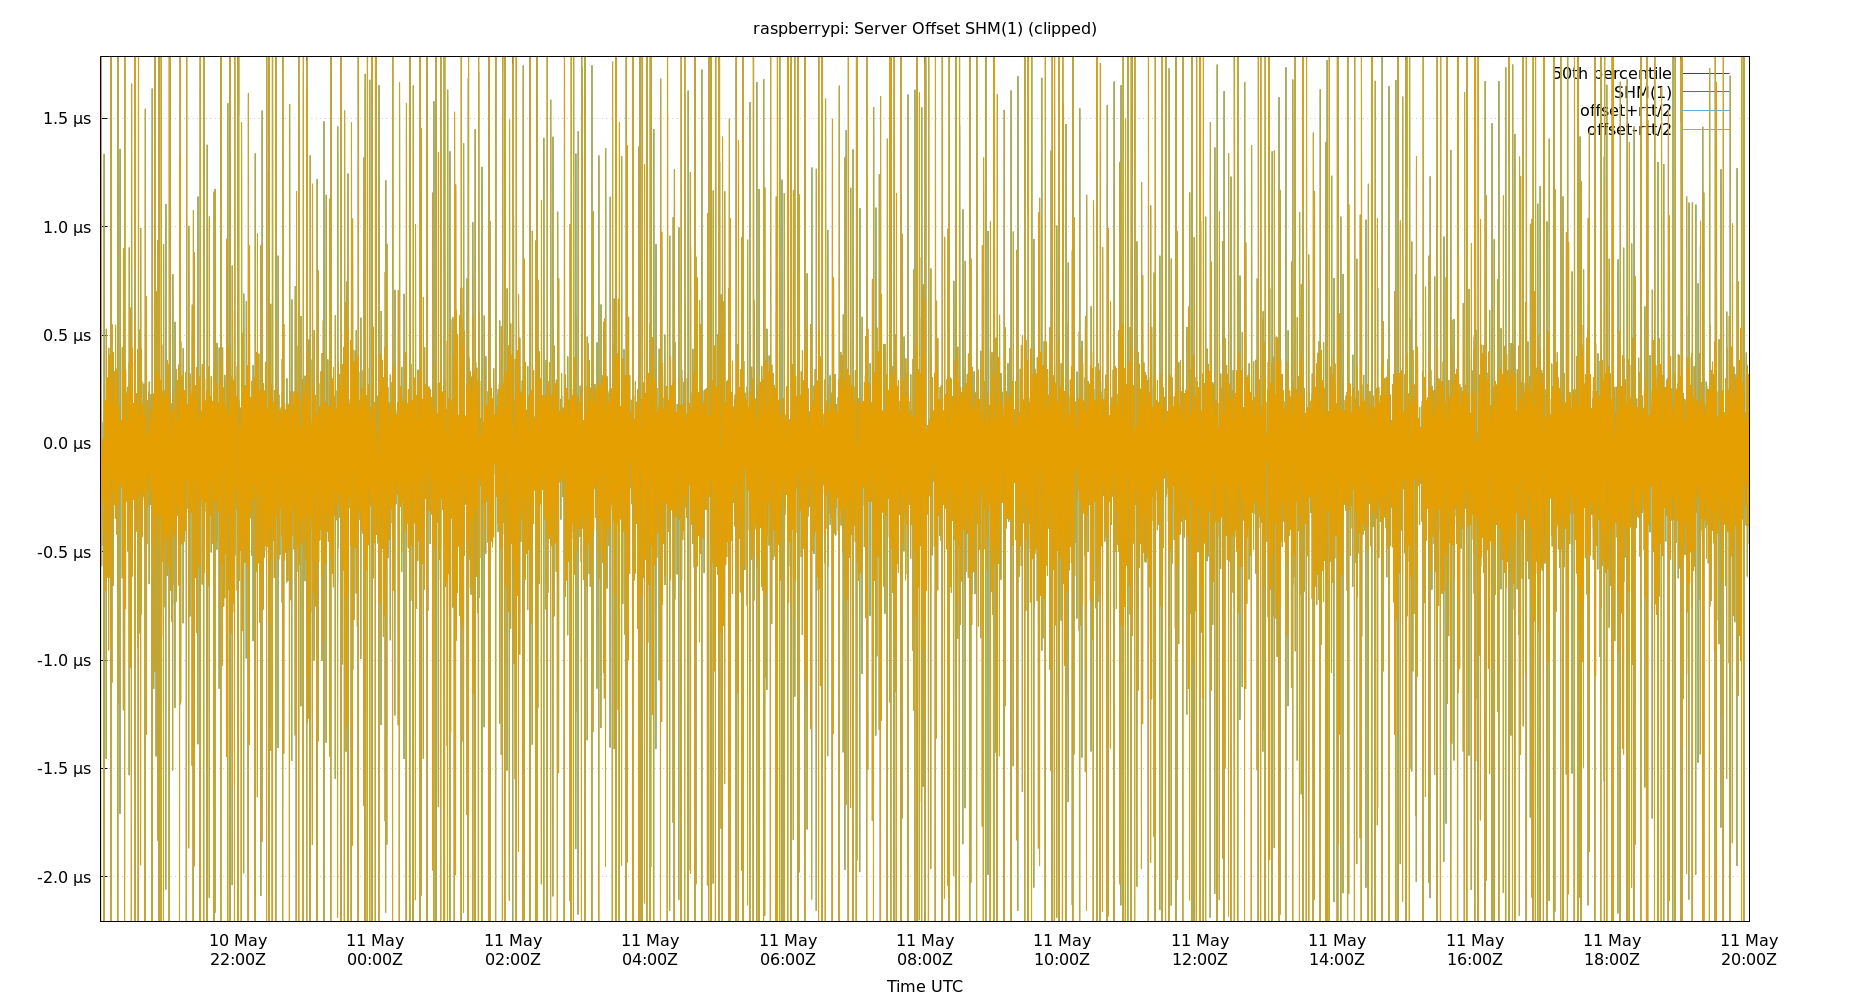 raspberrypi: Server Offset SHM(1) (clipped)
50th percentile
SHM(1)
offset+rtt/2
offset-rtt/2
1.5 µs
1.0 µs
0.5 µs
0.0 µs
-0.5 µs
-1.0 µs
-1.5 µs
-2.0 µs
10 May 11 May 11 May 11 May 11 May 11 May 11 May 11 May 11 May 11 May 11 May 11 May
22:00Z 00:00Z 02:00Z 04:00Z 06:00Z 08:00Z 10:00Z 12:00Z 14:00Z 16:00Z 18:00Z 20:00Z
Time UTC